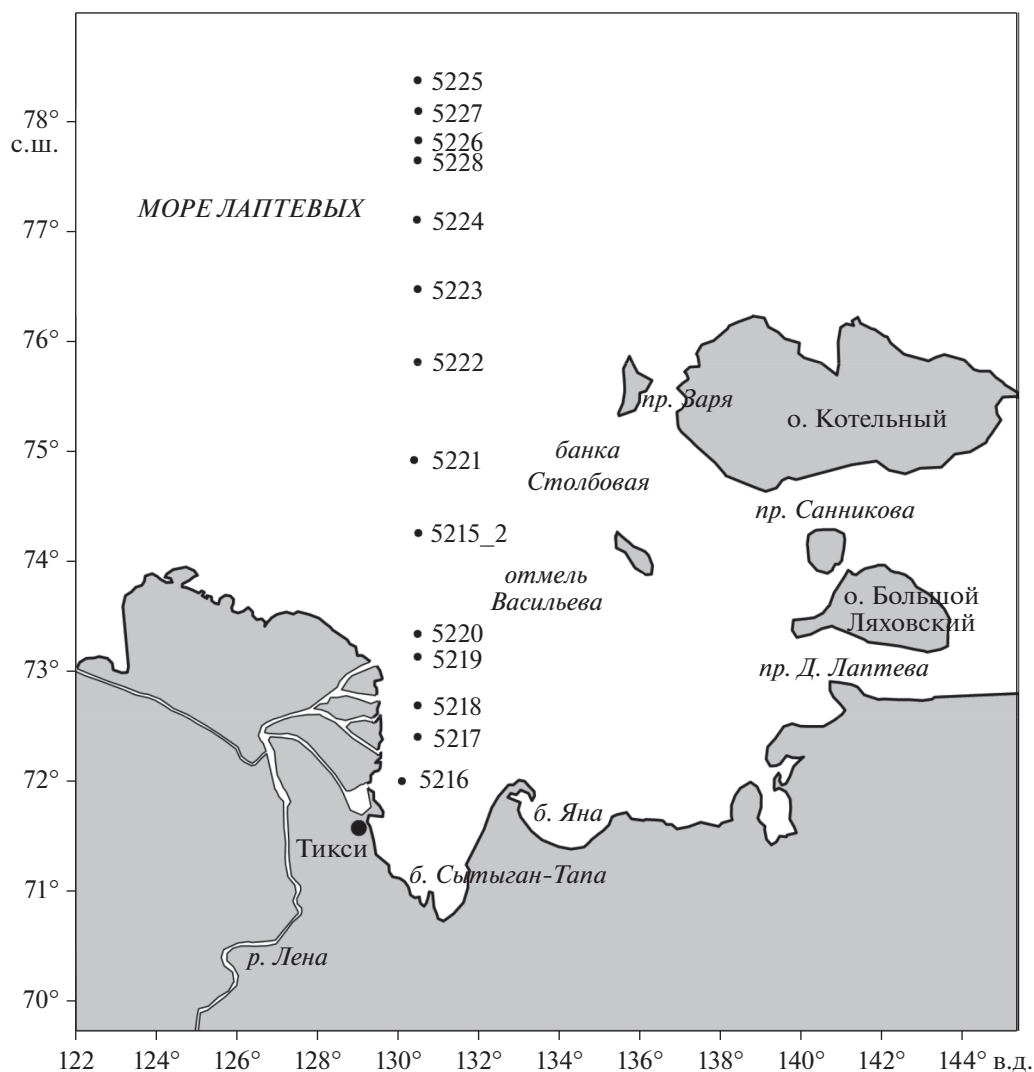 5225
5227
78°
с.ш.
5226
5228
МОРЕ ЛАПТЕВЫХ
5224
77°
5223
76°
5222
пр. Заря
о. Котельный
75°
5221
банка
Столбовая
пр. Санникова
5215_2
74°
отмель
Васильева
о. Большой
Ляховский
5220
5219
73°
пр. Д. Лаптева
5218
5217
72°
5216
б. Яна
Тикси
б. Сытыган-Тапа
71°
р. Лена
70°
122 124° 126° 128° 130° 132° 134° 136° 138° 140° 142° 144° в.д.